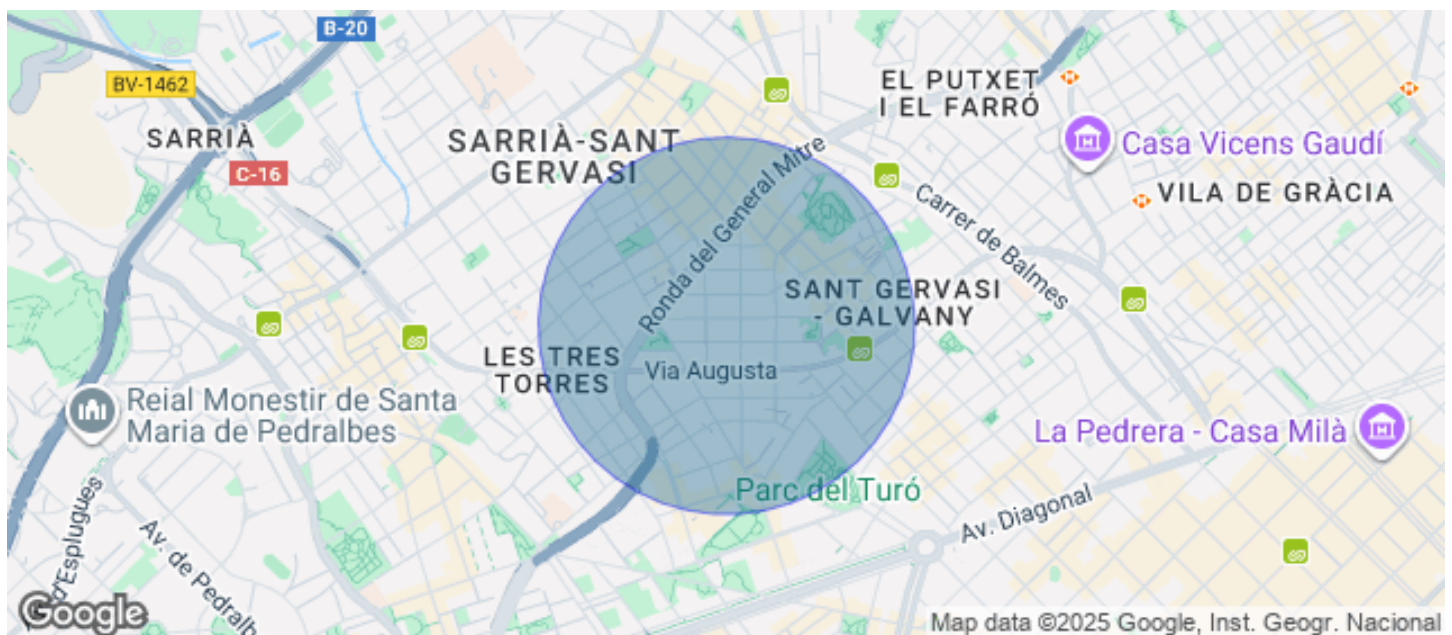 B-20
BV-1462
SARRIÀ
C-16
SARRIÀ-SANT
GERVASI
EL PUTXET
I EL FARRÓ
Casa Vicens Gaudí
VILA DE GRÀCIA
Ronda del General Mitre
Carrer de Balmes
SANT GERVASI
- GALVANY
LES TRES
TORRES
Via Augusta
Reial Monestir de Santa
Maria de Pedralbes
La Pedrera - Casa Milà
Parc del Turó
Av. Diagonal
d'Esplugues
Av. de Pedralb
Google
Map data ©2025 Google, Inst. Geogr. Nacional